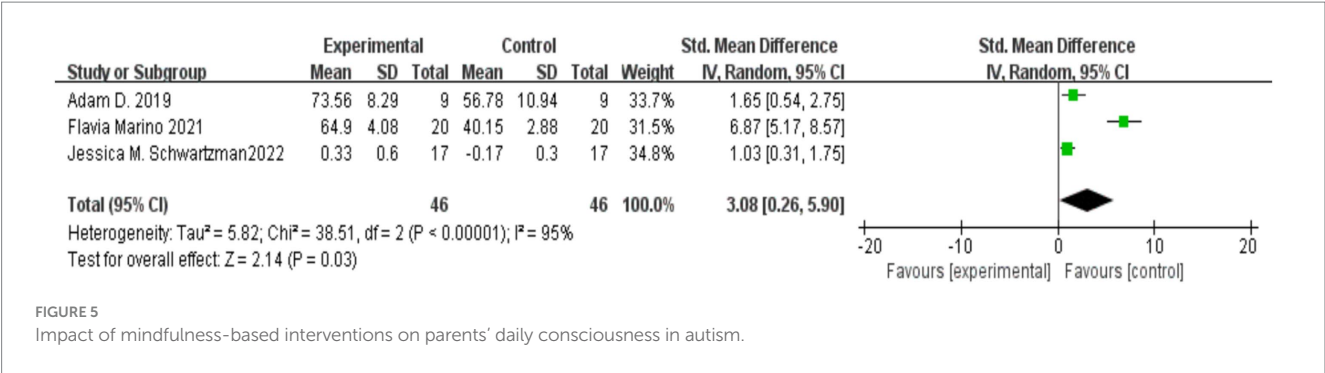 Experimental Control Std. Mean Difference Std. Mean Difference
Study or Subgroup Mean SD Total Mean SD Total Weight IV, Random, 95% CI IV, Random, 95% CI
Adam D. 2019 73.56 8.29 9 56.78 10.94 9 33.7% 1.65 [0.54, 2.75]
Flavia Marino 2021 64.9 4.08 20 40.15 2.88 20 31.5% 6.87 [5.17, 8.57]
Jessica M. Schwartzman2022 0.33 0.6 17 -0.17 0.3 17 34.8% 1.03 [0.31, 1.75]
Total (95% CI) 46 46 100.0% 3.08 [0.26, 5.90]
Heterogeneity: Tau² = 5.82; Chi² = 38.51, df = 2 (P < 0.00001); I² = 95%
Test for overall effect: Z = 2.14 (P = 0.03)
-20 -10 0 10 20
Favours [experimental] Favours [control]
FIGURE 5
Impact of mindfulness-based interventions on parents’ daily consciousness in autism.